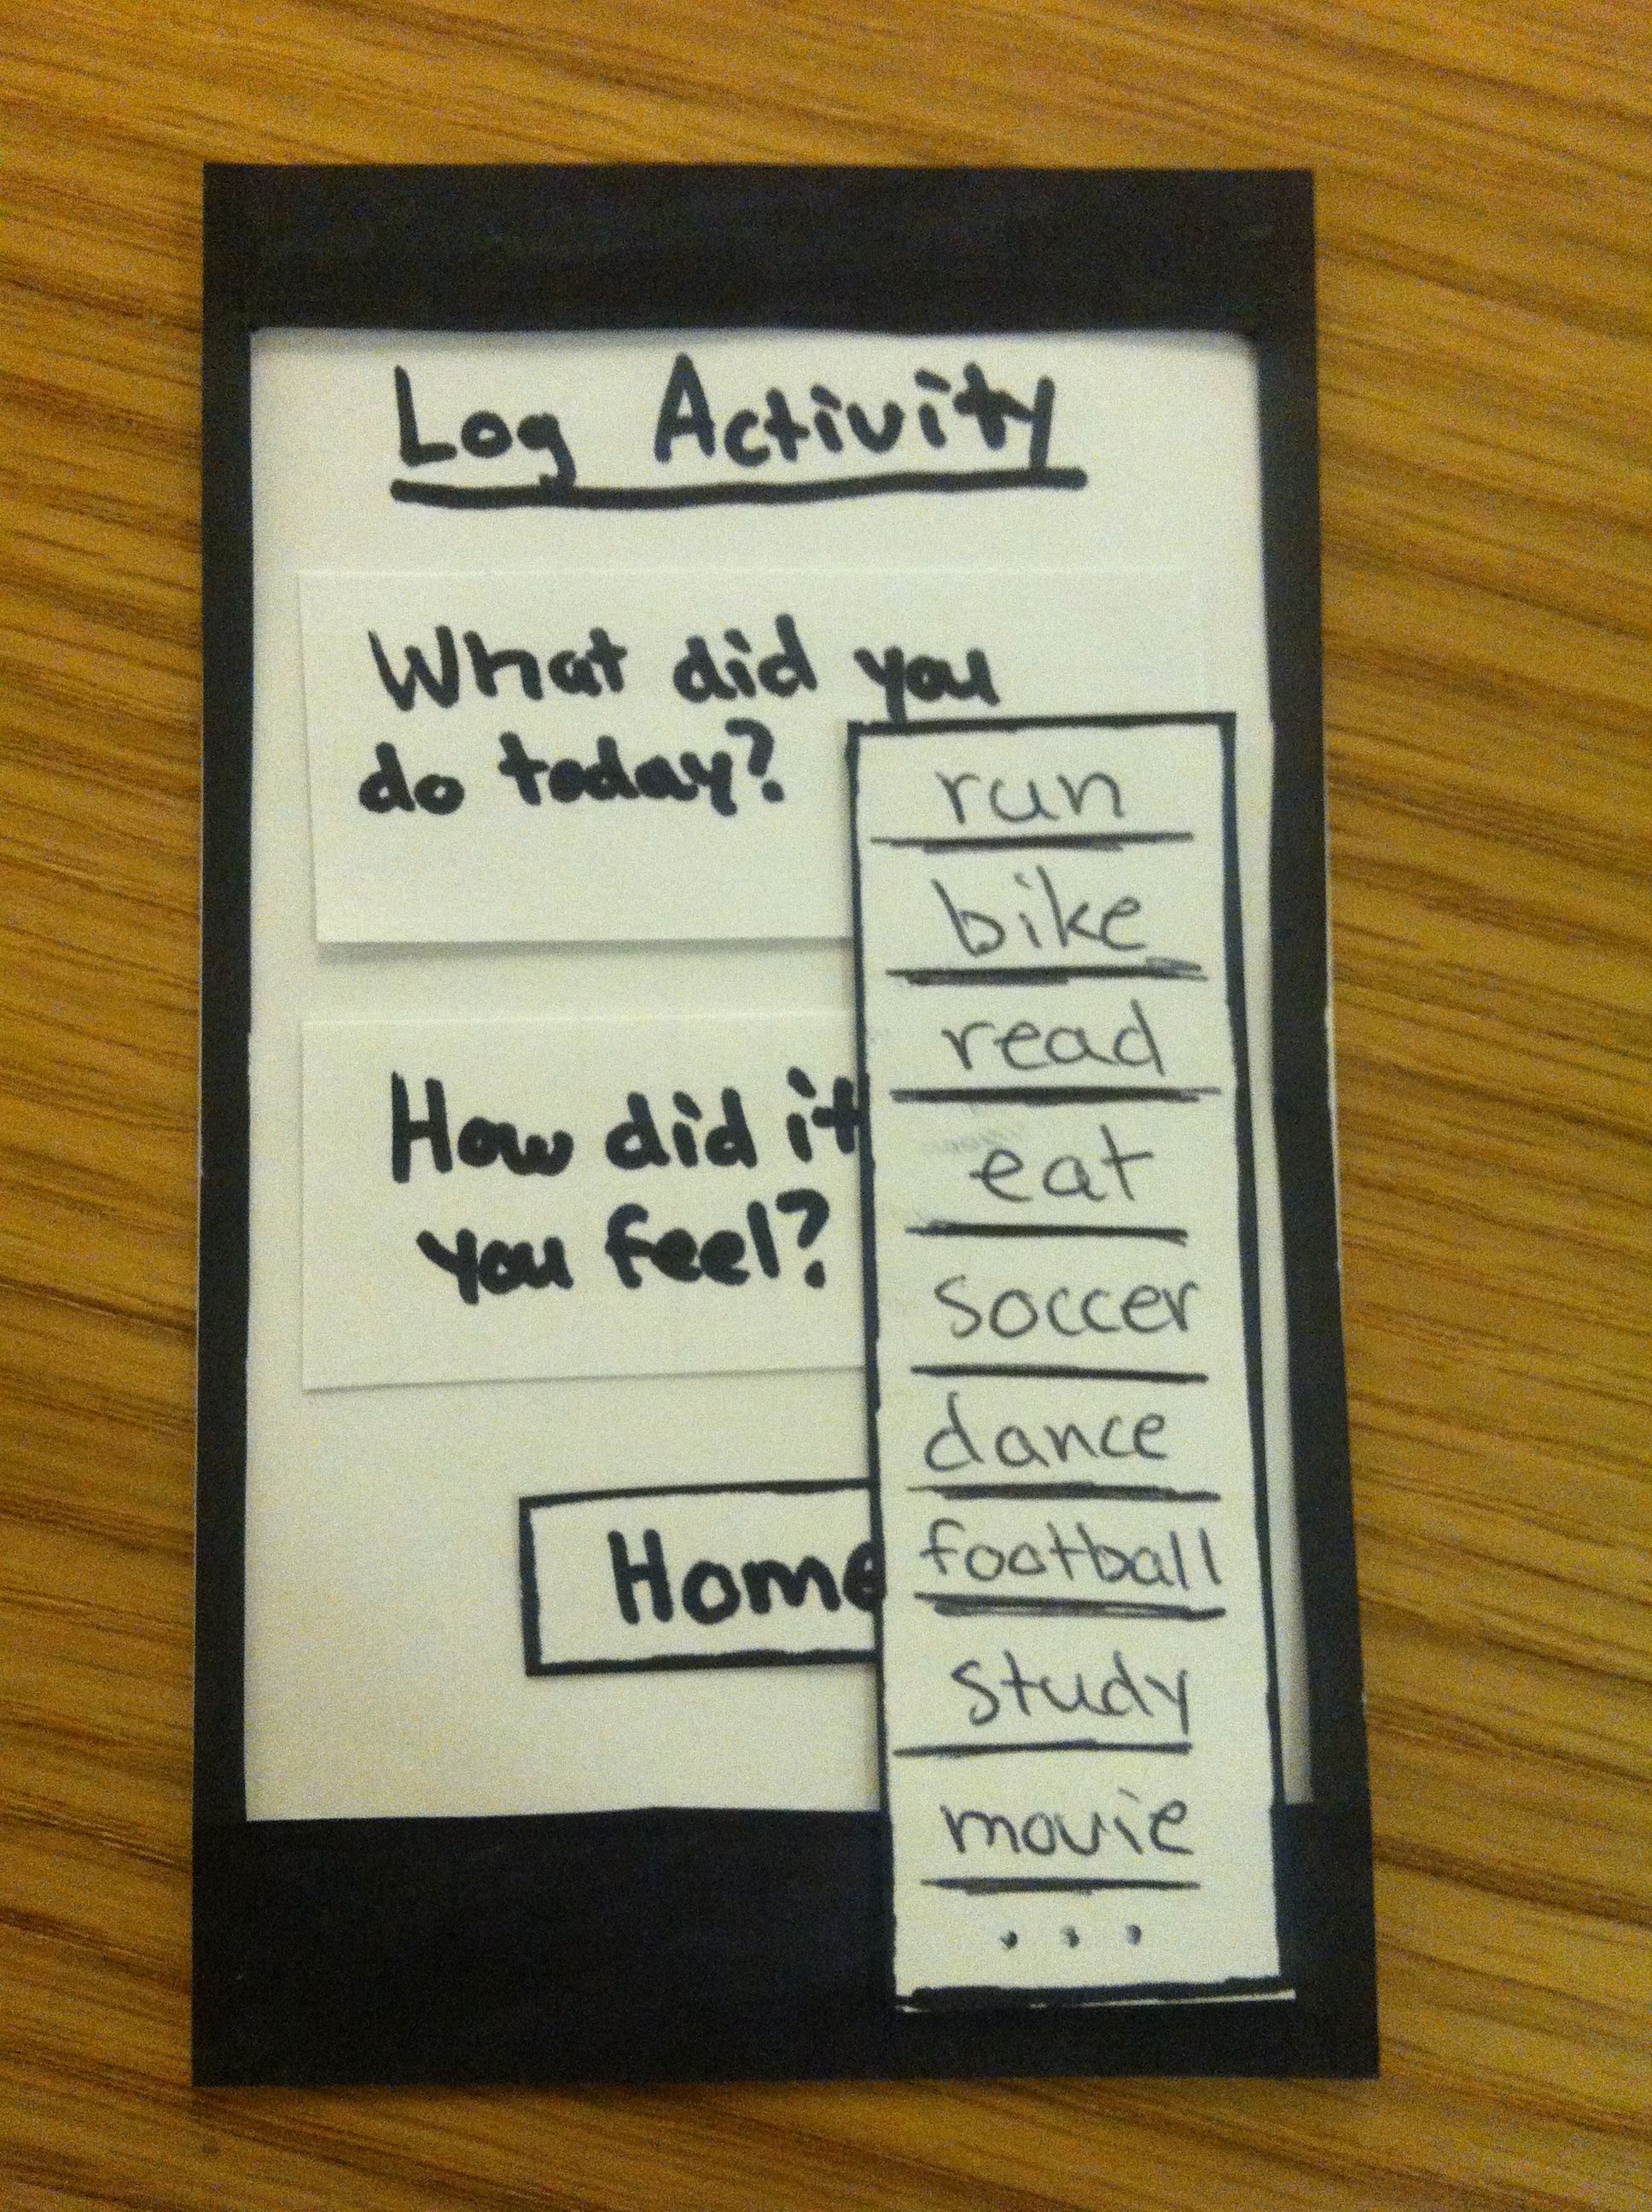 Log Activity
What did you
do today?
How did it
you feel?
Home
run
bike
read
eat
soccer
dance
football
study
movie
...